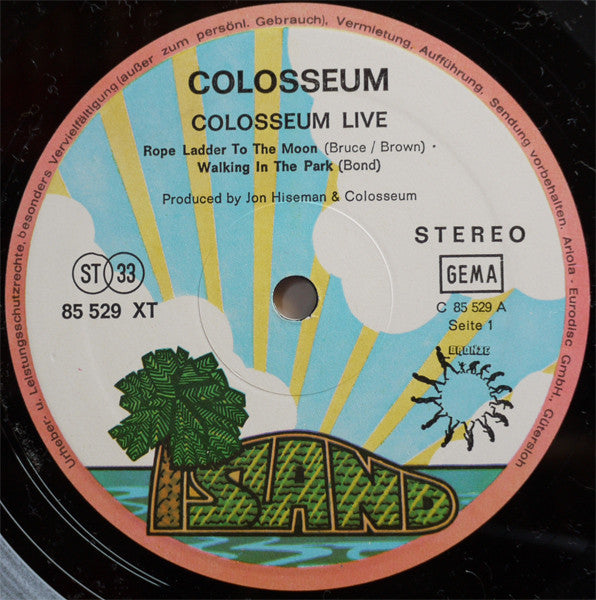 Urheber- u. Leistungsschutzrechte, besonders Vervielfältigung (außer zum persönl. Gebrauch), Vermietung, Aufführung, Sendung vorbehalten. Ariola - Eurodisc GmbH., Gütersloh
COLOSSEUM
COLOSSEUM LIVE
Rope Ladder To The Moon (Bruce / Brown) ·
Walking In The Park (Bond)
Produced by Jon Hiseman & Colosseum
STEREO
ST 33
GEMA
85 529 XT
C 85 529 A
Seite 1
BRONZE
ISLAND